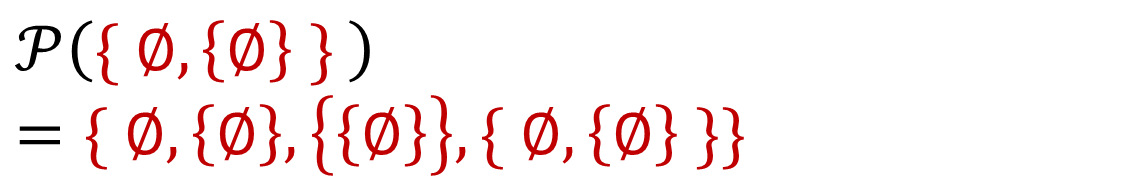 𝒫({ ∅, {∅} })
= { ∅, {∅}, {{∅}}, { ∅, {∅} }}